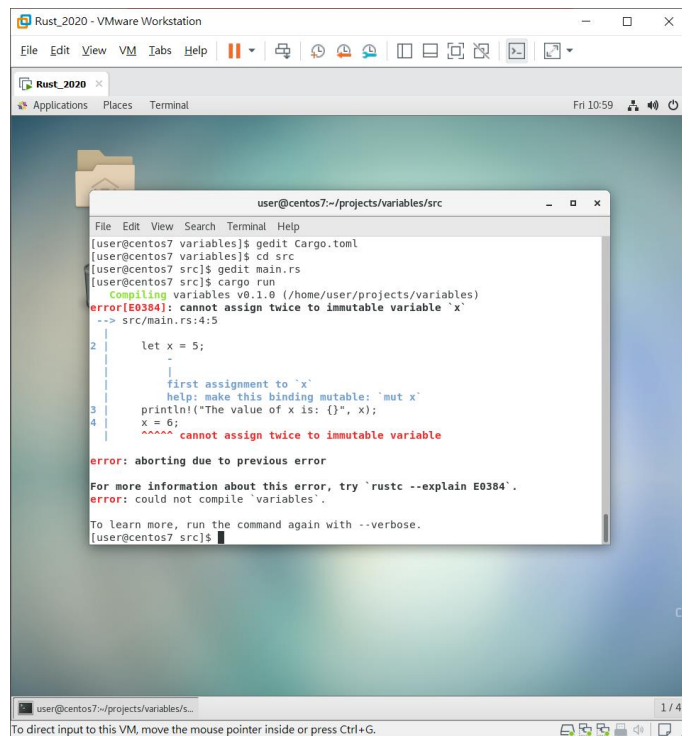 Rust_2020 - VMware Workstation
File Edit View VM Tabs Help
Rust_2020
Applications Places Terminal Fri 10:59
user@centos7:~/projects/variables/src
File Edit View Search Terminal Help
[user@centos7 variables]$ gedit Cargo.toml
[user@centos7 variables]$ cd src
[user@centos7 src]$ gedit main.rs
[user@centos7 src]$ cargo run
   Compiling variables v0.1.0 (/home/user/projects/variables)
error[E0384]: cannot assign twice to immutable variable `x`
 --> src/main.rs:4:5
  |
2 |     let x = 5;
  |         -
  |         |
  |         first assignment to `x`
  |         help: make this binding mutable: `mut x`
3 |     println!("The value of x is: {}", x);
4 |     x = 6;
  |     ^^^^^ cannot assign twice to immutable variable
error: aborting due to previous error
For more information about this error, try `rustc --explain E0384`.
error: could not compile `variables`.
To learn more, run the command again with --verbose.
[user@centos7 src]$
user@centos7:~/projects/variables/s... 1 / 4
To direct input to this VM, move the mouse pointer inside or press Ctrl+G.